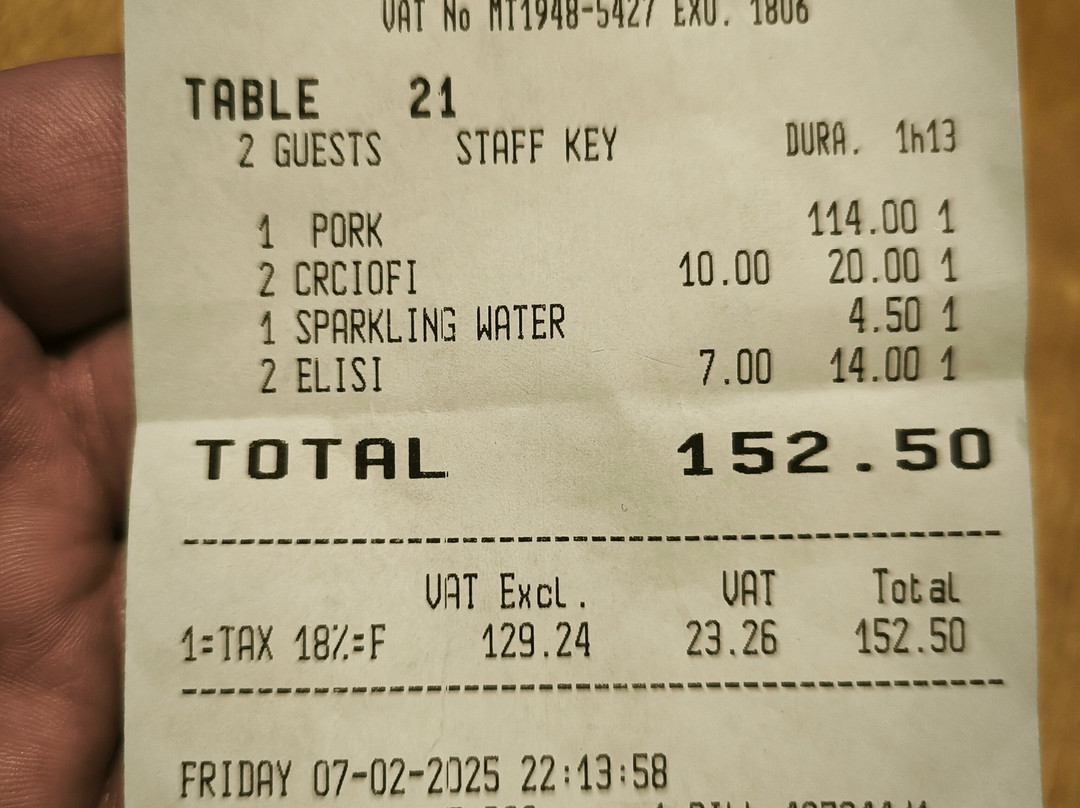 VAT No MT1948-5427 EXO. 1806
TABLE 21
2 GUESTS STAFF KEY DURA. 1h13
1 PORK 114.00 1
2 CRCIOFI 10.00 20.00 1
1 SPARKLING WATER 4.50 1
2 ELISI 7.00 14.00 1
TOTAL 152.50
VAT Excl. VAT Total
1=TAX 18%=F 129.24 23.26 152.50
FRIDAY 07-02-2025 22:13:58